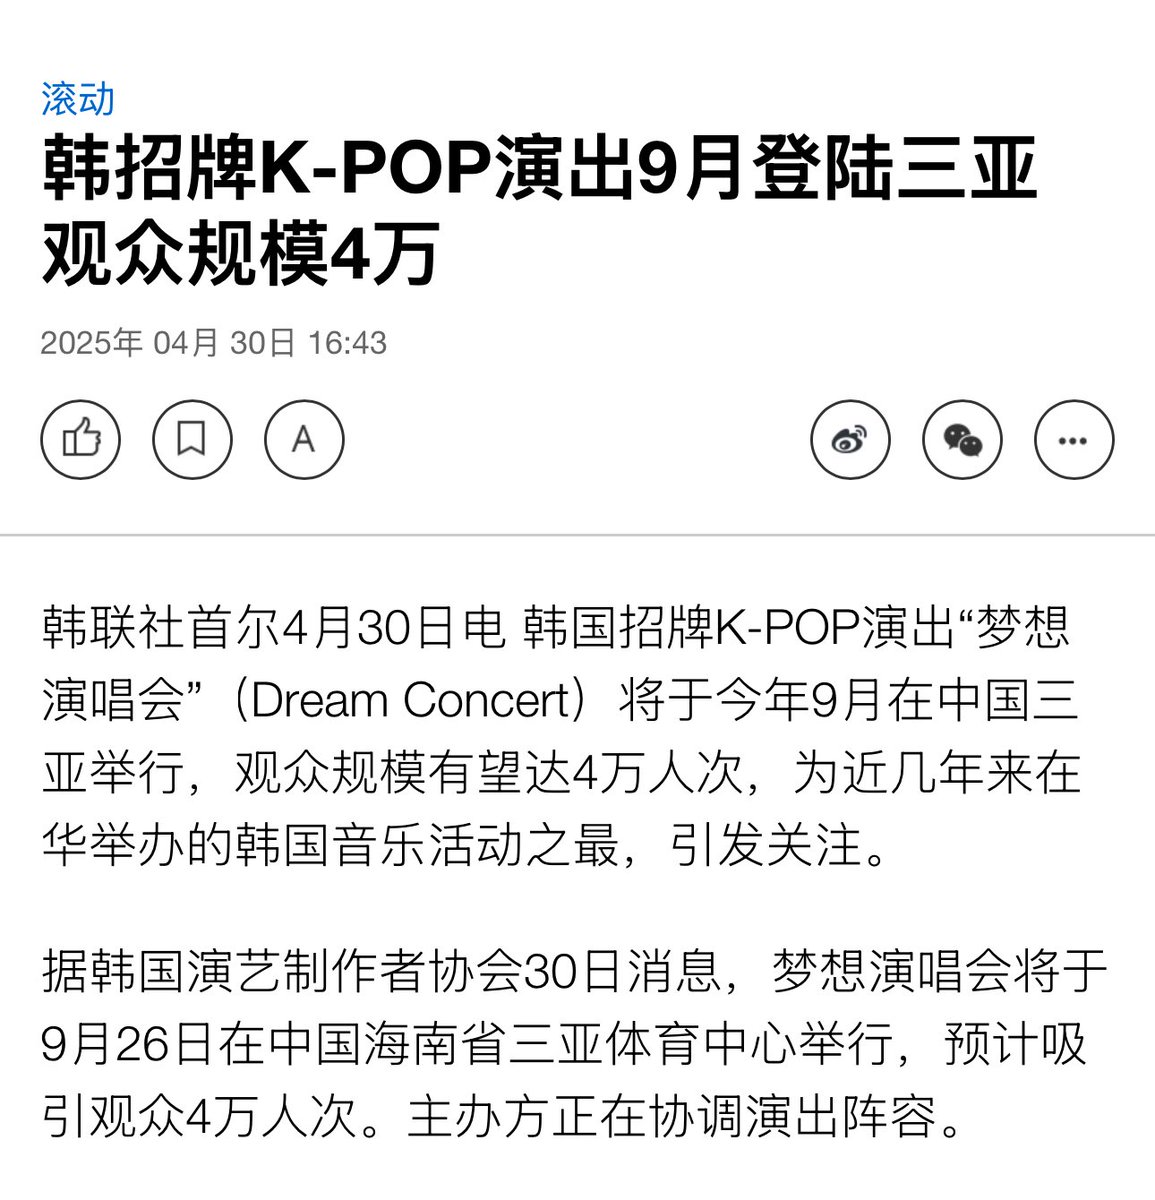 滚动
韩招牌K-POP演出9月登陆三亚
观众规模4万
2025年 04月 30日 16:43
A
韩联社首尔4月30日电 韩国招牌K-POP演出“梦想
演唱会”（Dream Concert）将于今年9月在中国三
亚举行，观众规模有望达4万人次，为近几年来在
华举办的韩国音乐活动之最，引发关注。
据韩国演艺制作者协会30日消息，梦想演唱会将于
9月26日在中国海南省三亚体育中心举行，预计吸
引观众4万人次。主办方正在协调演出阵容。